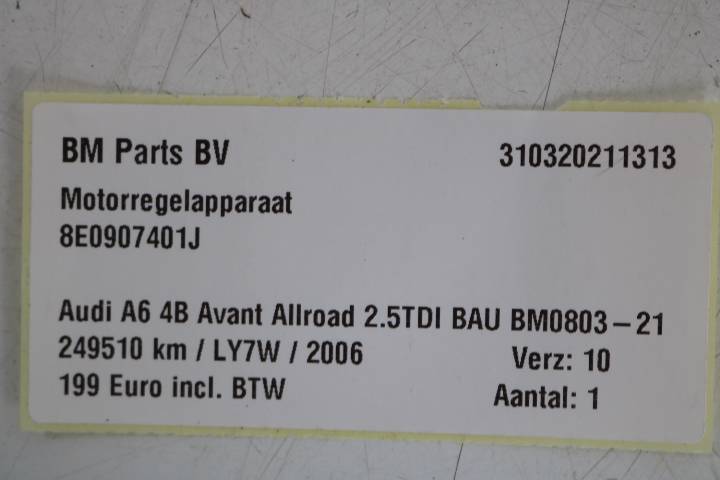 BM Parts BV 310320211313
Motorregelapparaat
8E0907401J
Audi A6 4B Avant Allroad 2.5TDI BAU BM0803-21
249510 km / LY7W / 2006 Verz: 10
199 Euro incl. BTW Aantal: 1